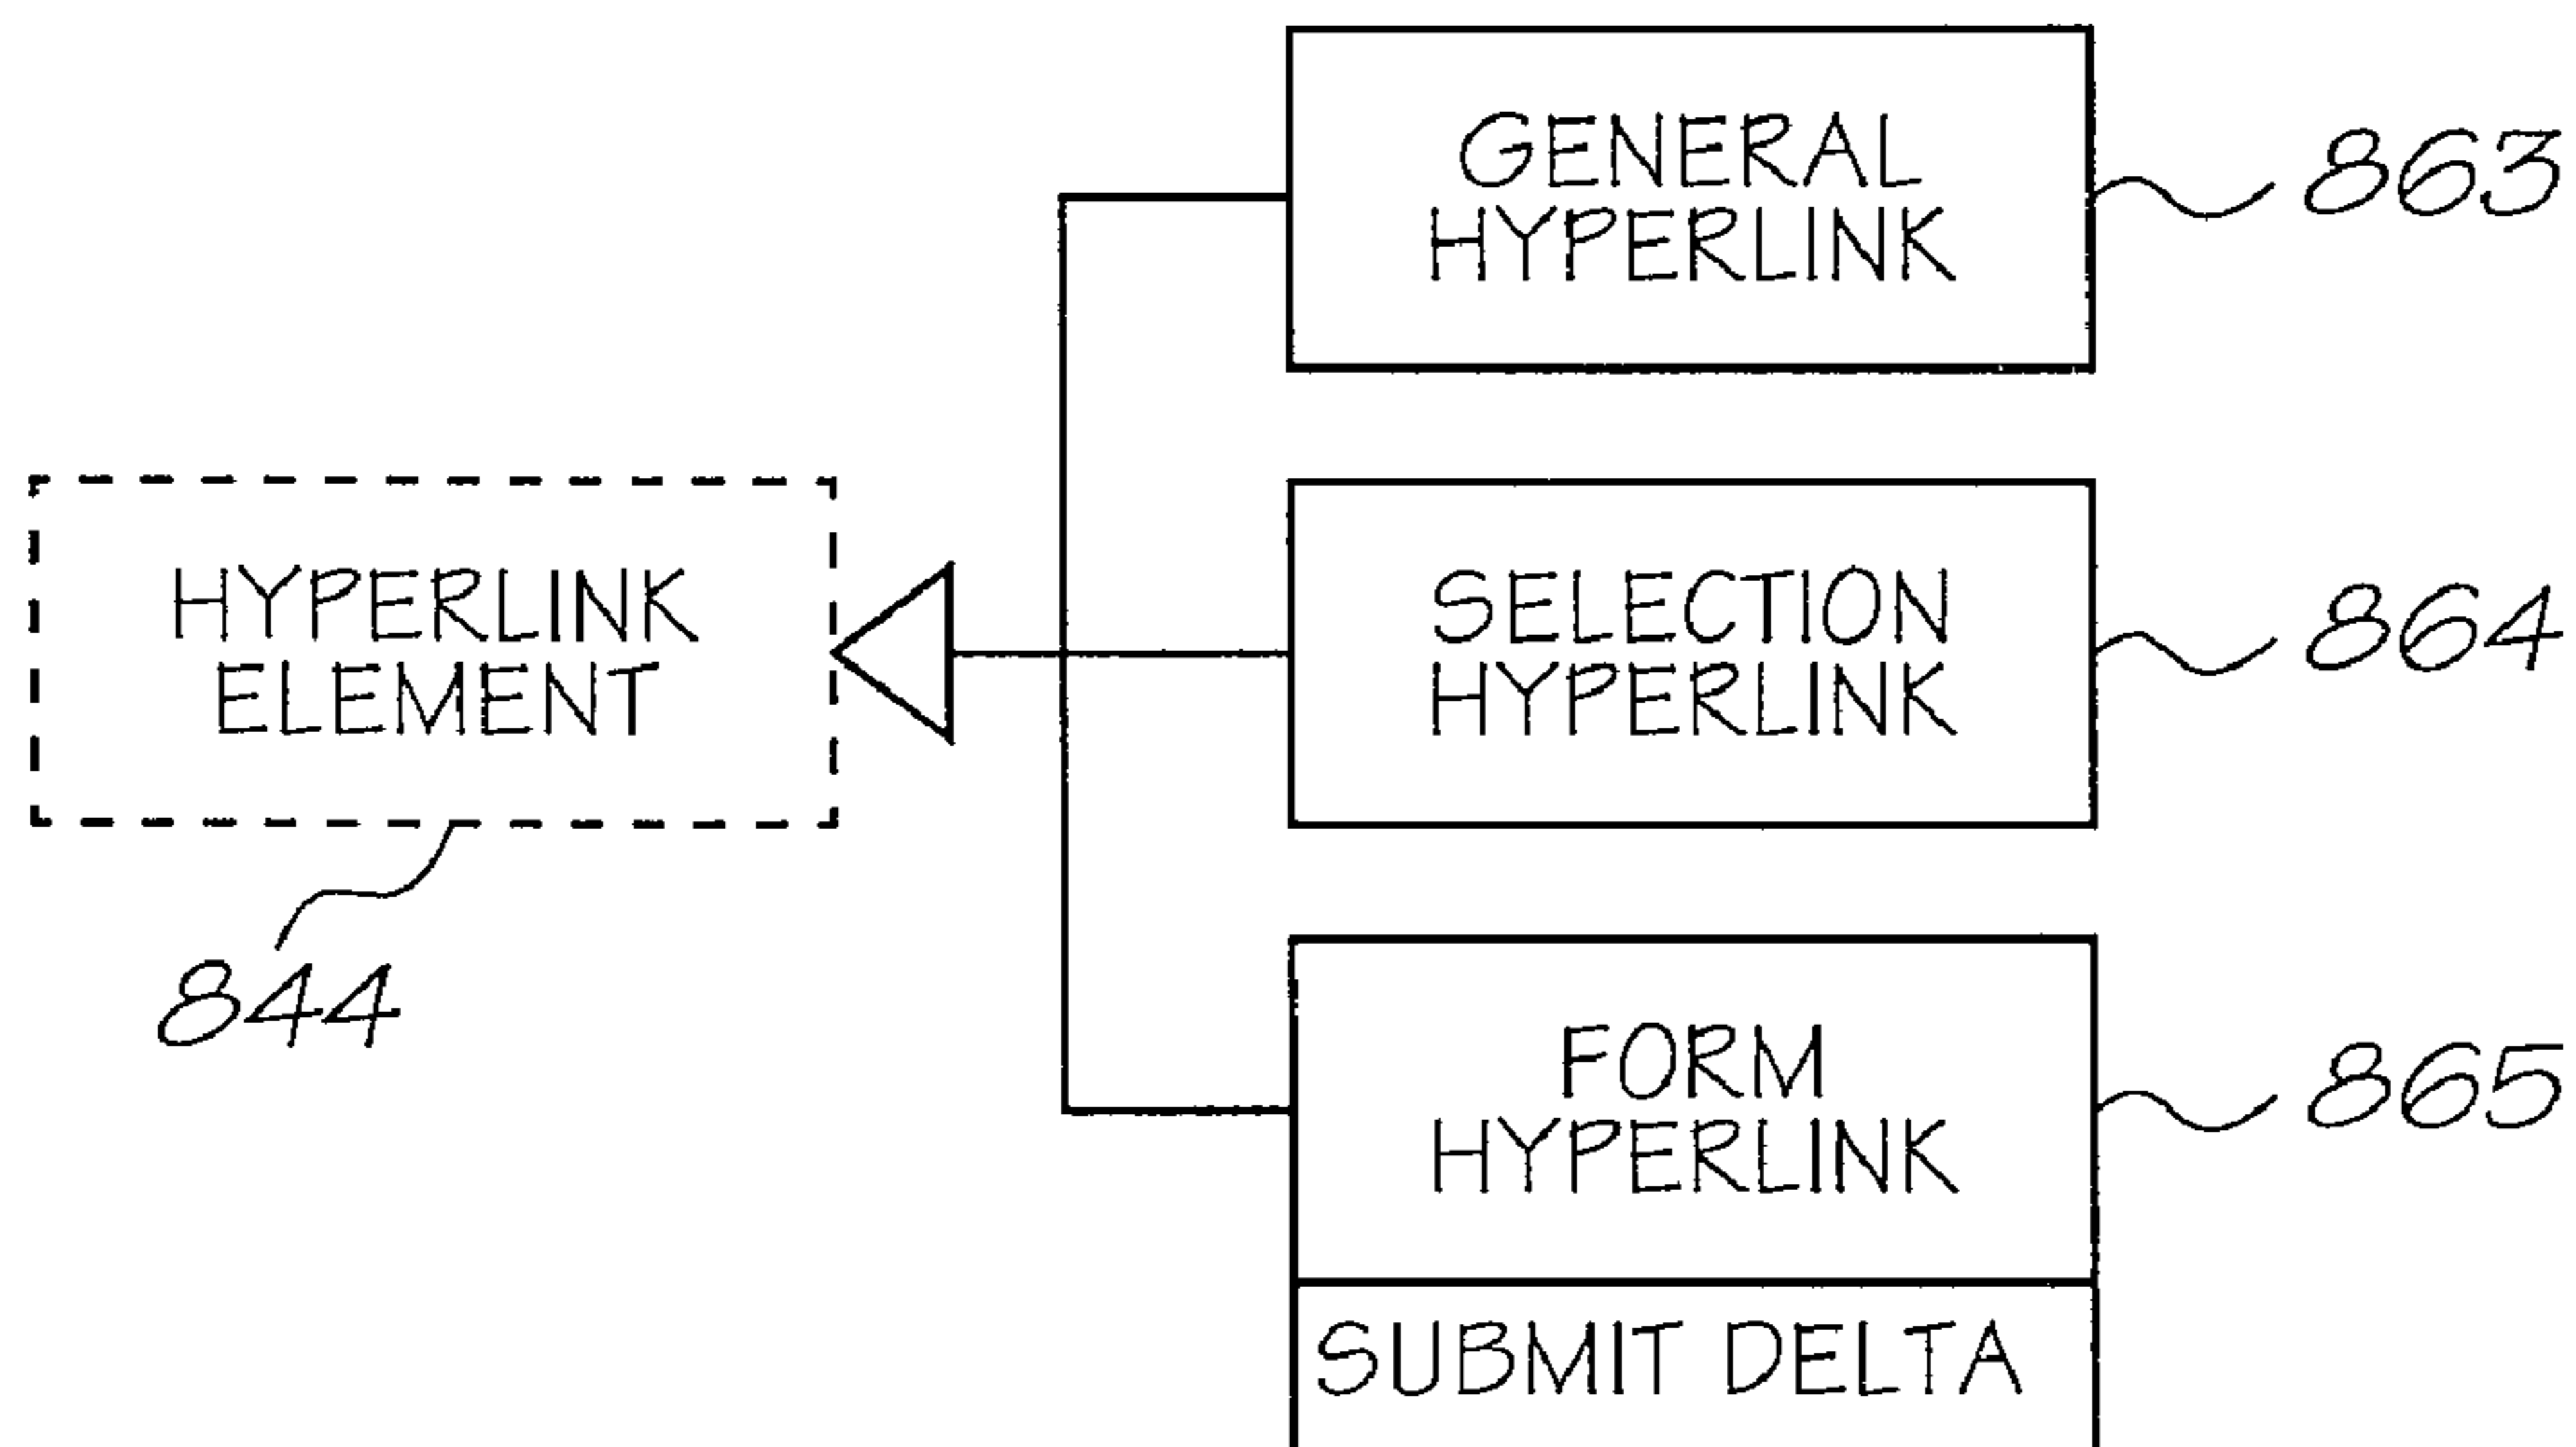 GENERAL
HYPERLINK
863
HYPERLINK
ELEMENT
844
SELECTION
HYPERLINK
864
FORM
HYPERLINK
865
SUBMIT DELTA